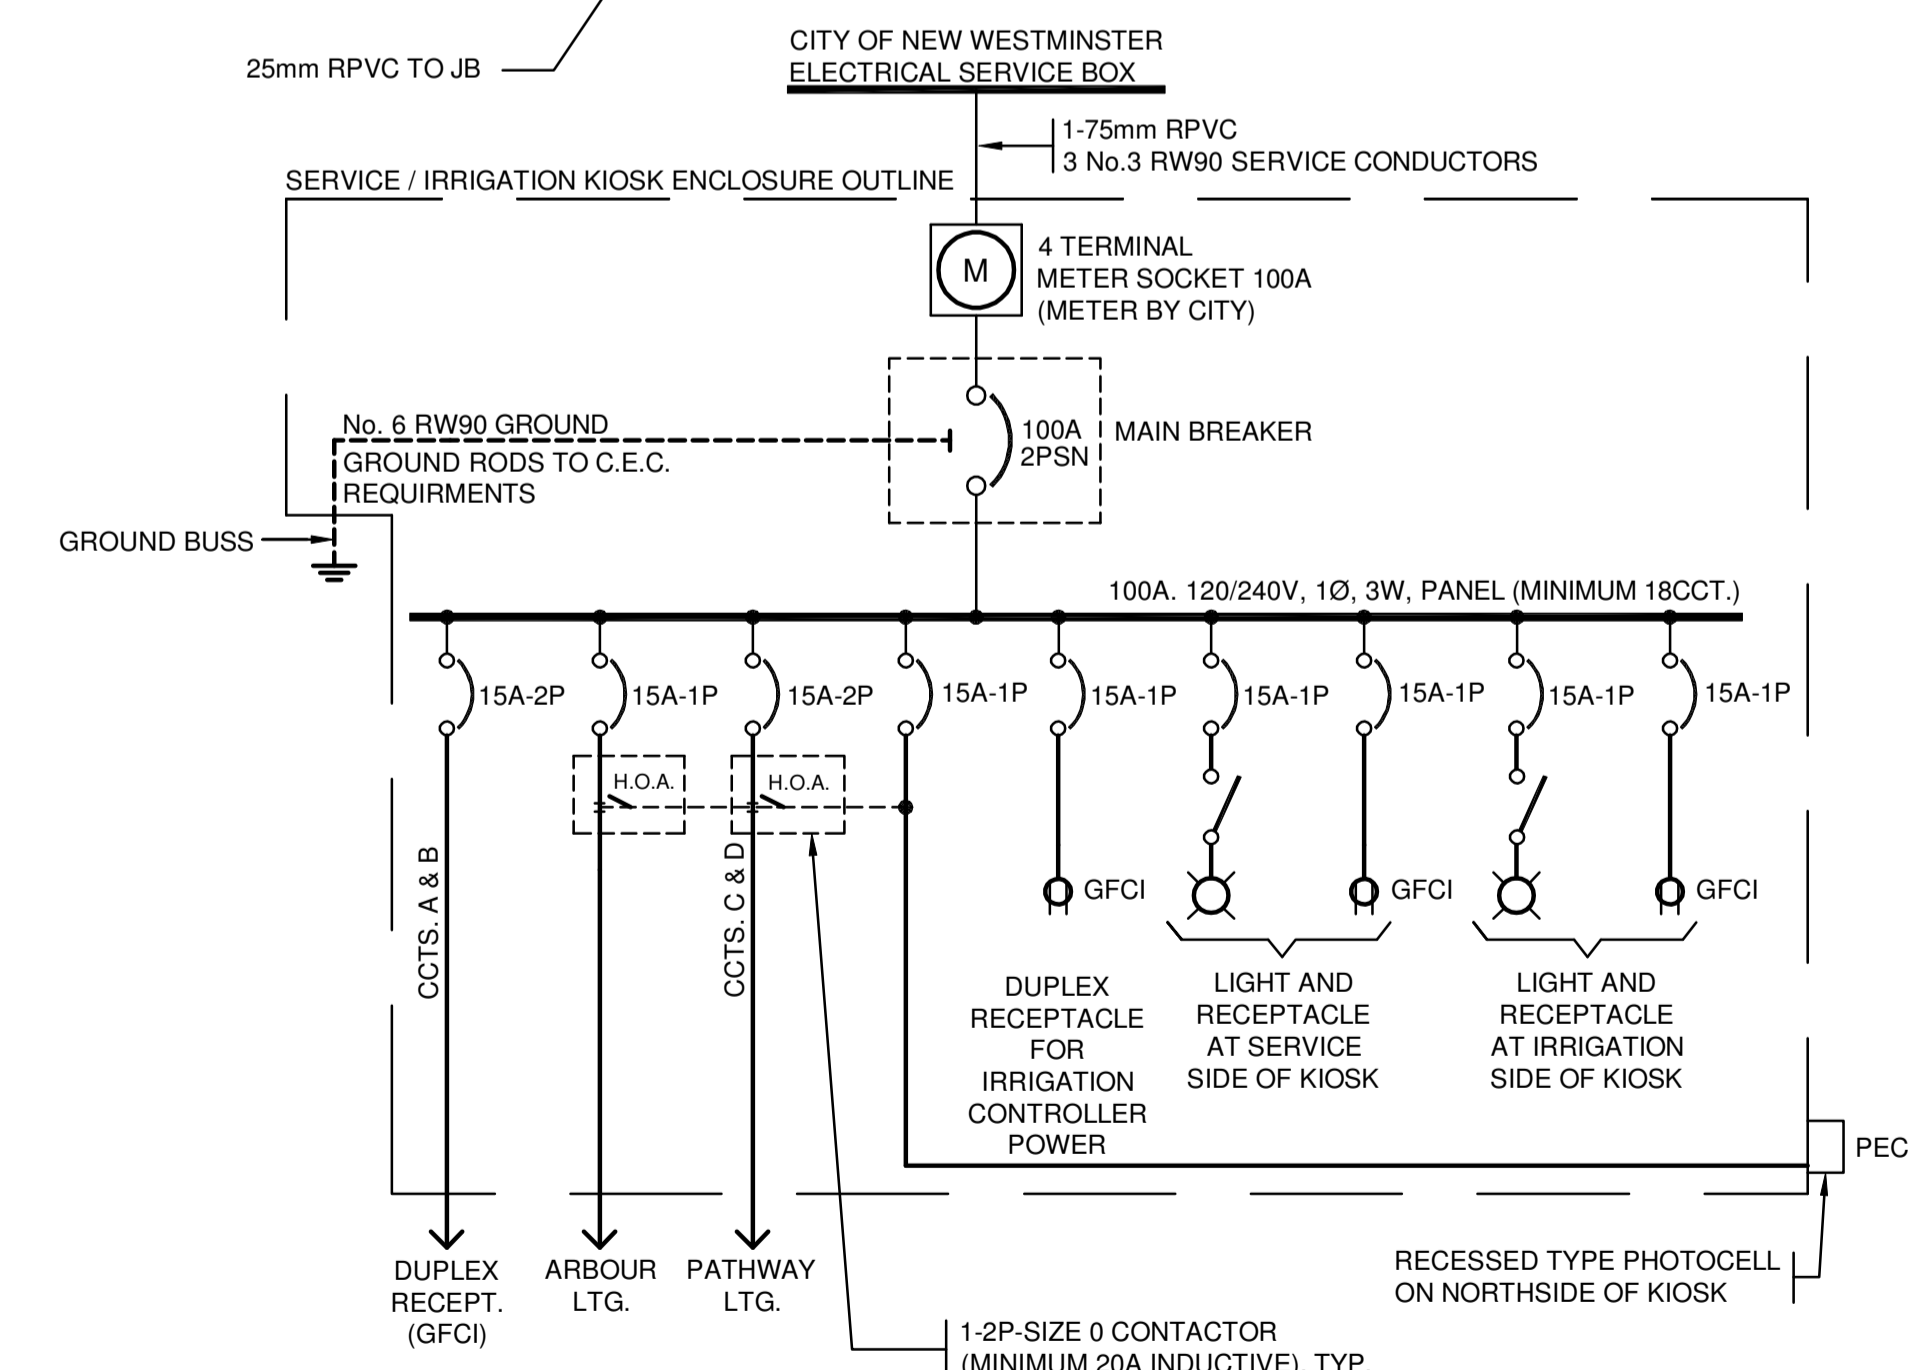 25mm RPVC TO JB
CITY OF NEW WESTMINSTER
ELECTRICAL SERVICE BOX
1-75mm RPVC
3 No.3 RW90 SERVICE CONDUCTORS
SERVICE / IRRIGATION KIOSK ENCLOSURE OUTLINE
M
4 TERMINAL
METER SOCKET 100A
(METER BY CITY)
No. 6 RW90 GROUND
GROUND RODS TO C.E.C.
REQUIRMENTS
100A
2PSN
MAIN BREAKER
GROUND BUSS
100A. 120/240V, 1Ø, 3W, PANEL (MINIMUM 18CCT.)
15A-2P
15A-1P
15A-2P
15A-1P
15A-1P
15A-1P
15A-1P
15A-1P
15A-1P
H.O.A.
H.O.A.
CCTS. A & B
CCTS. C & D
GFCI
GFCI
GFCI
DUPLEX
RECEPTACLE
FOR
IRRIGATION
CONTROLLER
POWER
LIGHT AND
RECEPTACLE
AT SERVICE
SIDE OF KIOSK
LIGHT AND
RECEPTACLE
AT IRRIGATION
SIDE OF KIOSK
PEC
DUPLEX
RECEPT.
(GFCI)
ARBOUR
LTG.
PATHWAY
LTG.
RECESSED TYPE PHOTOCELL
ON NORTHSIDE OF KIOSK
1-2P-SIZE 0 CONTACTOR
(MINIMUM 20A INDUCTIVE), TYP.